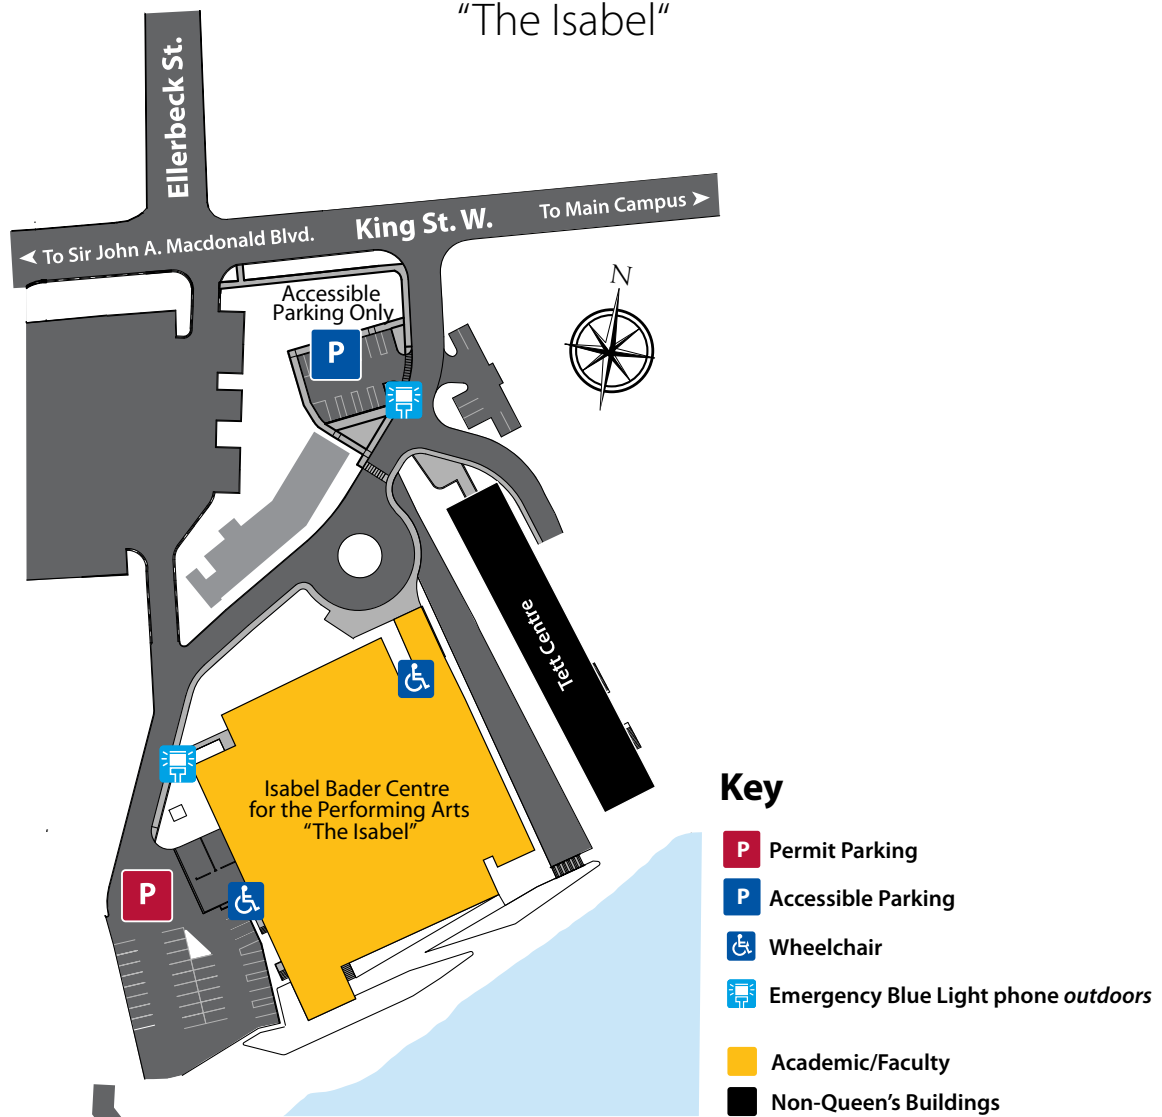 “The Isabel“
Ellerbeck St.
To Sir John A. Macdonald Blvd.
King St. W.
To Main Campus
N
Accessible
Parking Only
P
Tett Centre
Isabel Bader Centre
for the Performing Arts
“The Isabel”
P
Key
P Permit Parking
P Accessible Parking
Wheelchair
Emergency Blue Light phone outdoors
Academic/Faculty
Non-Queen’s Buildings